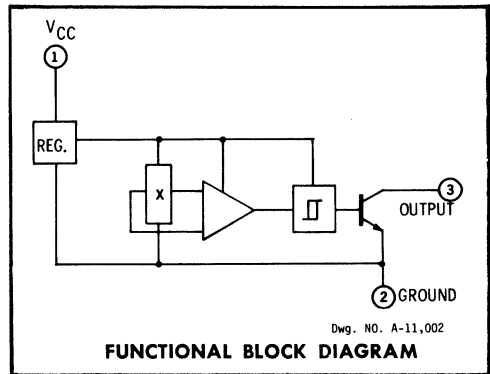 VCC
1
REG.
X
3
OUTPUT
2 GROUND
Dwg. NO. A-11,002
FUNCTIONAL BLOCK DIAGRAM